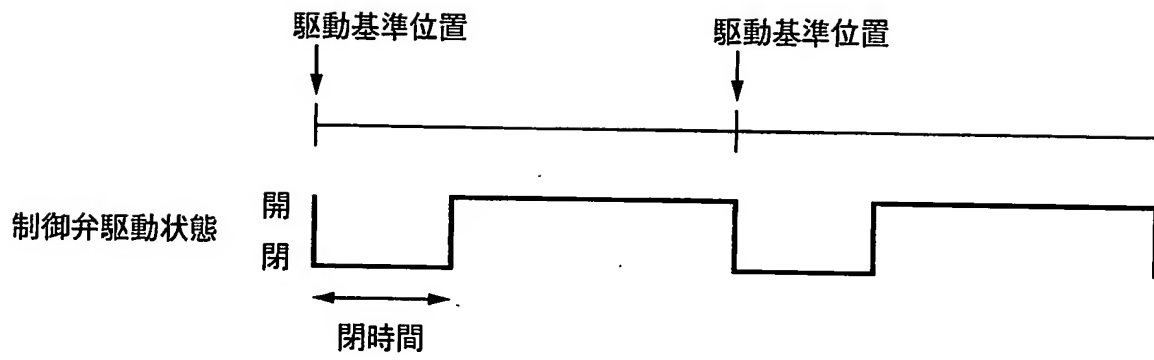 駆動基準位置
駆動基準位置
制御弁駆動状態
開
閉
閉時間